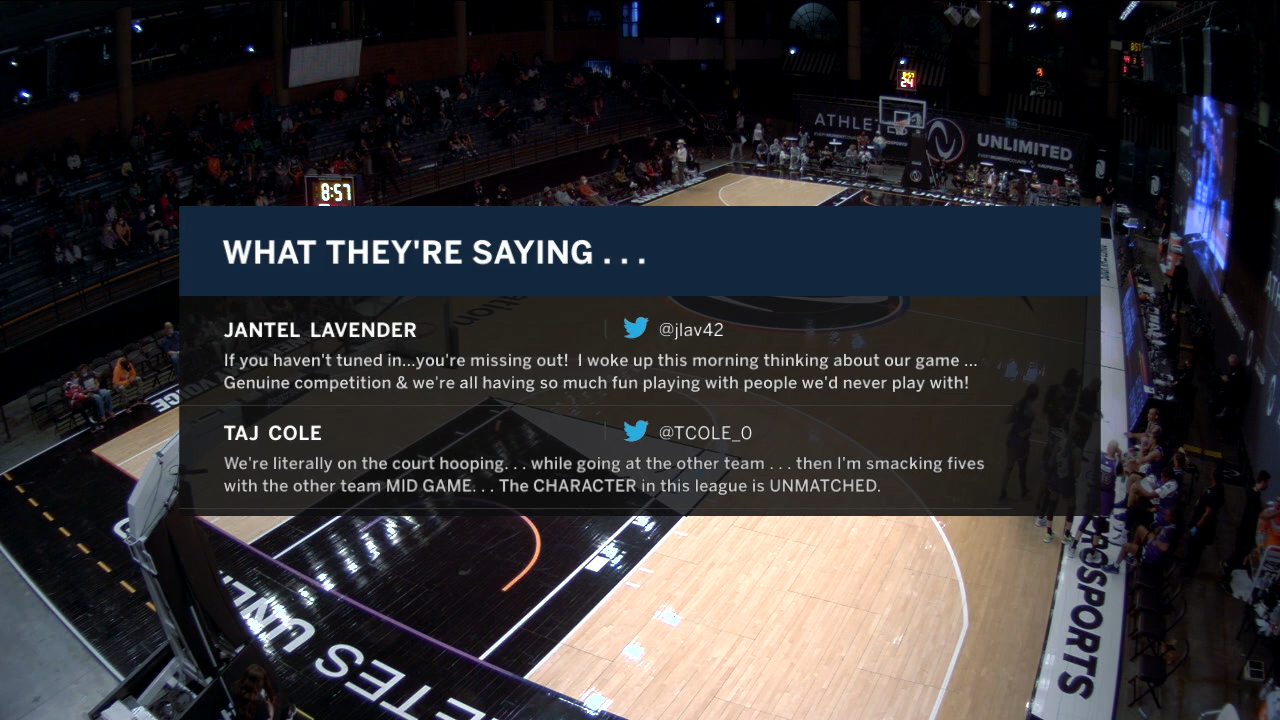 8:57
24
8:57
ATHLETES
UNLIMITED
WHAT THEY'RE SAYING . . .
JANTEL LAVENDER
@jlav42
If you haven't tuned in...you're missing out! I woke up this morning thinking about our game ...
Genuine competition & we're all having so much fun playing with people we'd never play with!
TAJ COLE
@TCOLE_0
We're literally on the court hooping. . . while going at the other team . . . then I'm smacking fives
with the other team MID GAME. . . The CHARACTER in this league is UNMATCHED.